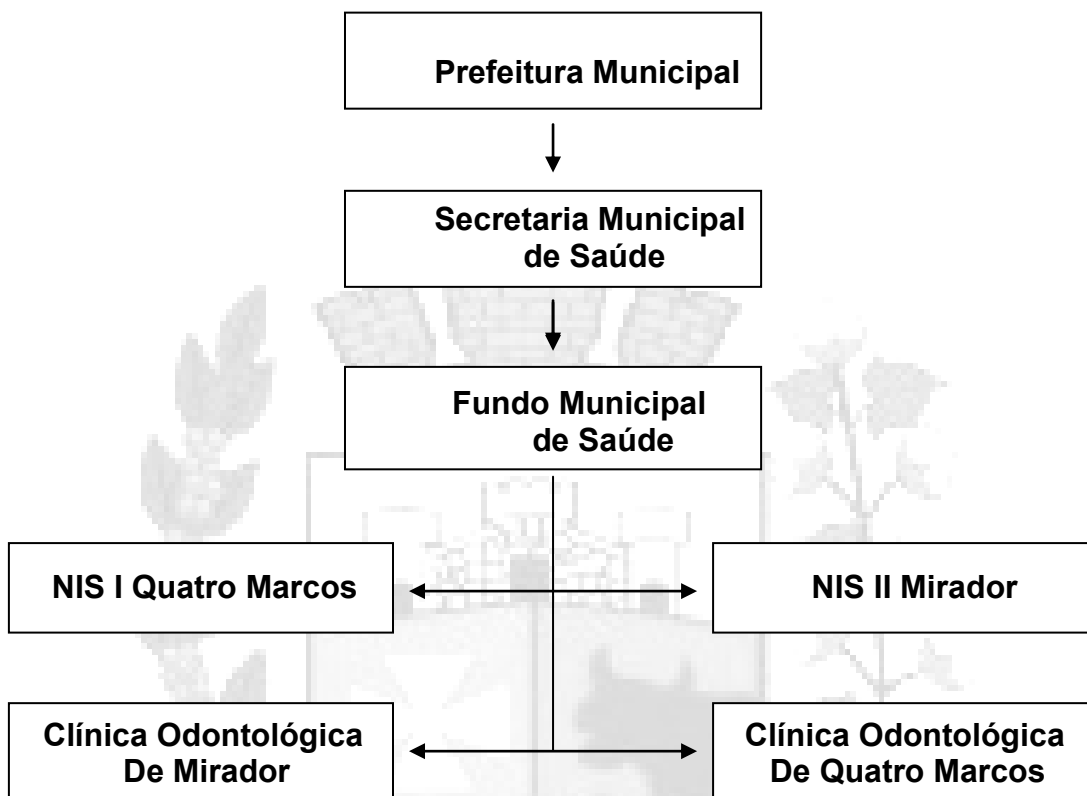 Prefeitura Municipal
Secretaria Municipal
de Saúde
Fundo Municipal
de Saúde
NIS I Quatro Marcos
NIS II Mirador
Clínica Odontológica
De Mirador
Clínica Odontológica
De Quatro Marcos